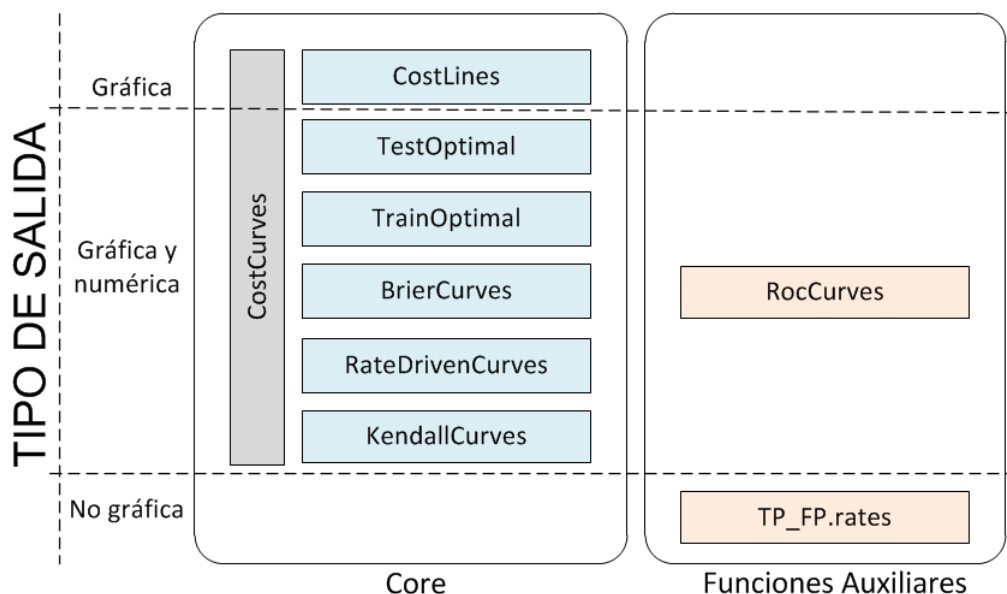 TIPO DE SALIDA
Gráfica
CostLines
CostCurves
Gráfica y
numérica
TestOptimal
TrainOptimal
BrierCurves
RateDrivenCurves
KendallCurves
RocCurves
No gráfica
TP_FP.rates
Core
Funciones Auxiliares